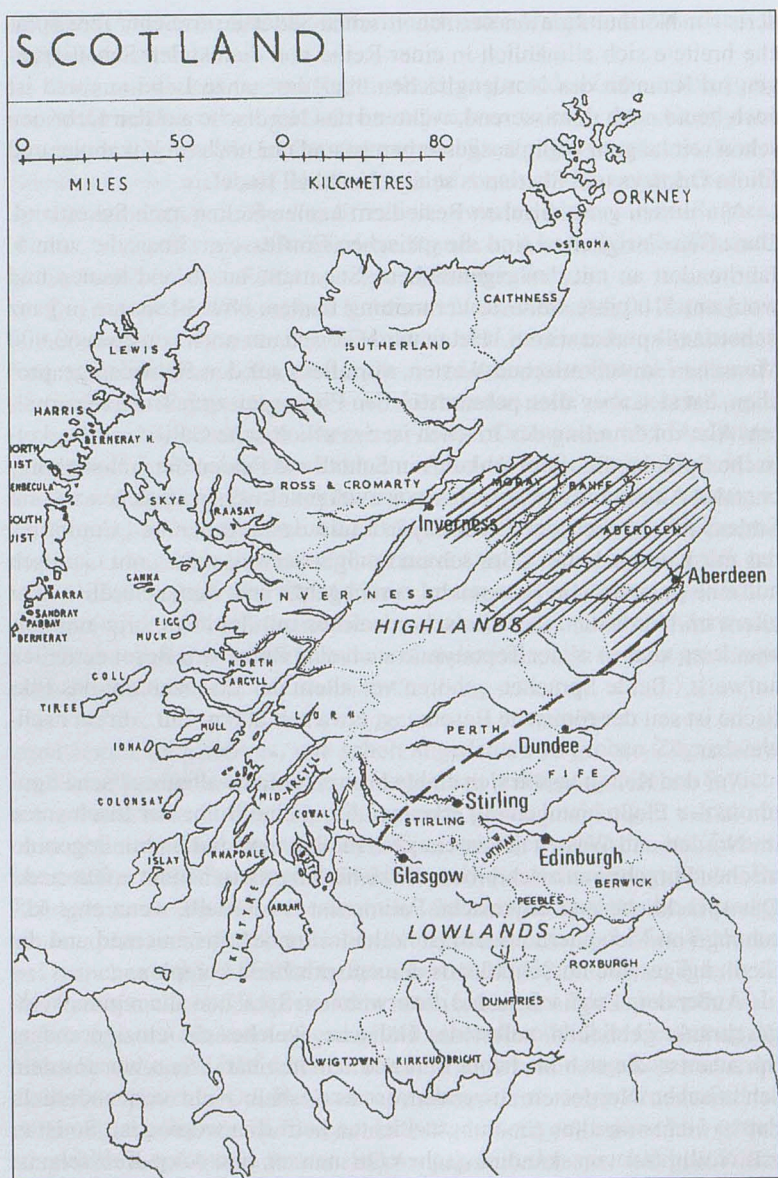 SCOTLAND
0 50 0 80
MILES KILOMETRES
ORKNEY
STROMA
CAITHNESS
SUTHERLAND
LEWIS
HARRIS
BERNERAY H.
NORTH
UIST
BENBECULA
SOUTH
UIST
ROSS & CROMARTY
MORAY
BANFF
SKYE
RAASAY
Inverness
ABERDEEN
Aberdeen
CANNA
INVERNESS
BARRA
SANDRAY
PABBAY
BERNERAY
EIGG
MUCK
HIGHLANDS
NORTH
ARGYLL
COLL
TIREE
MULL
PERTH
Dundee
IONA
FIFE
MID ARGYLL
COLONSAY
COWAL
Stirling
STIRLING
ISLAY
KNAPDALE
LOTHIAN
Edinburgh
Glasgow
BERWICK
ARRAN
PEEBLES
LOWLANDS
ROXBURGH
DUMFRIES
WIGTOWN
KIRKCUDBRIGHT